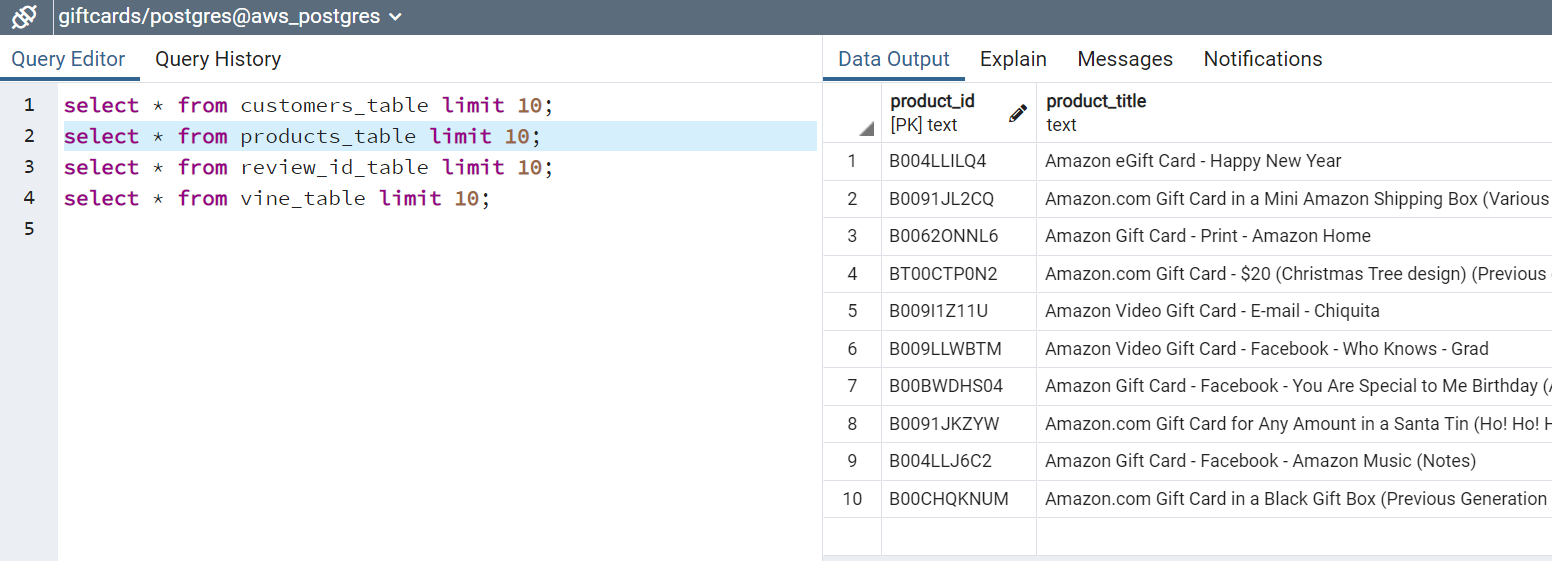 giftcards/postgres@aws_postgres
Query Editor Query History
1 select * from customers_table limit 10;
2 select * from products_table limit 10;
3 select * from review_id_table limit 10;
4 select * from vine_table limit 10;
5
Data Output Explain Messages Notifications
product_id product_title
[PK] text text
1 B004LLILQ4 Amazon eGift Card - Happy New Year
2 B0091JL2CQ Amazon.com Gift Card in a Mini Amazon Shipping Box (Various
3 B0062ONNL6 Amazon Gift Card - Print - Amazon Home
4 BT00CTP0N2 Amazon.com Gift Card - $20 (Christmas Tree design) (Previous
5 B009I1Z11U Amazon Video Gift Card - E-mail - Chiquita
6 B009LLWBTM Amazon Video Gift Card - Facebook - Who Knows - Grad
7 B00BWDHS04 Amazon Gift Card - Facebook - You Are Special to Me Birthday (
8 B0091JKZYW Amazon.com Gift Card for Any Amount in a Santa Tin (Ho! Ho!
9 B004LLJ6C2 Amazon Gift Card - Facebook - Amazon Music (Notes)
10 B00CHQKNUM Amazon.com Gift Card in a Black Gift Box (Previous Generation